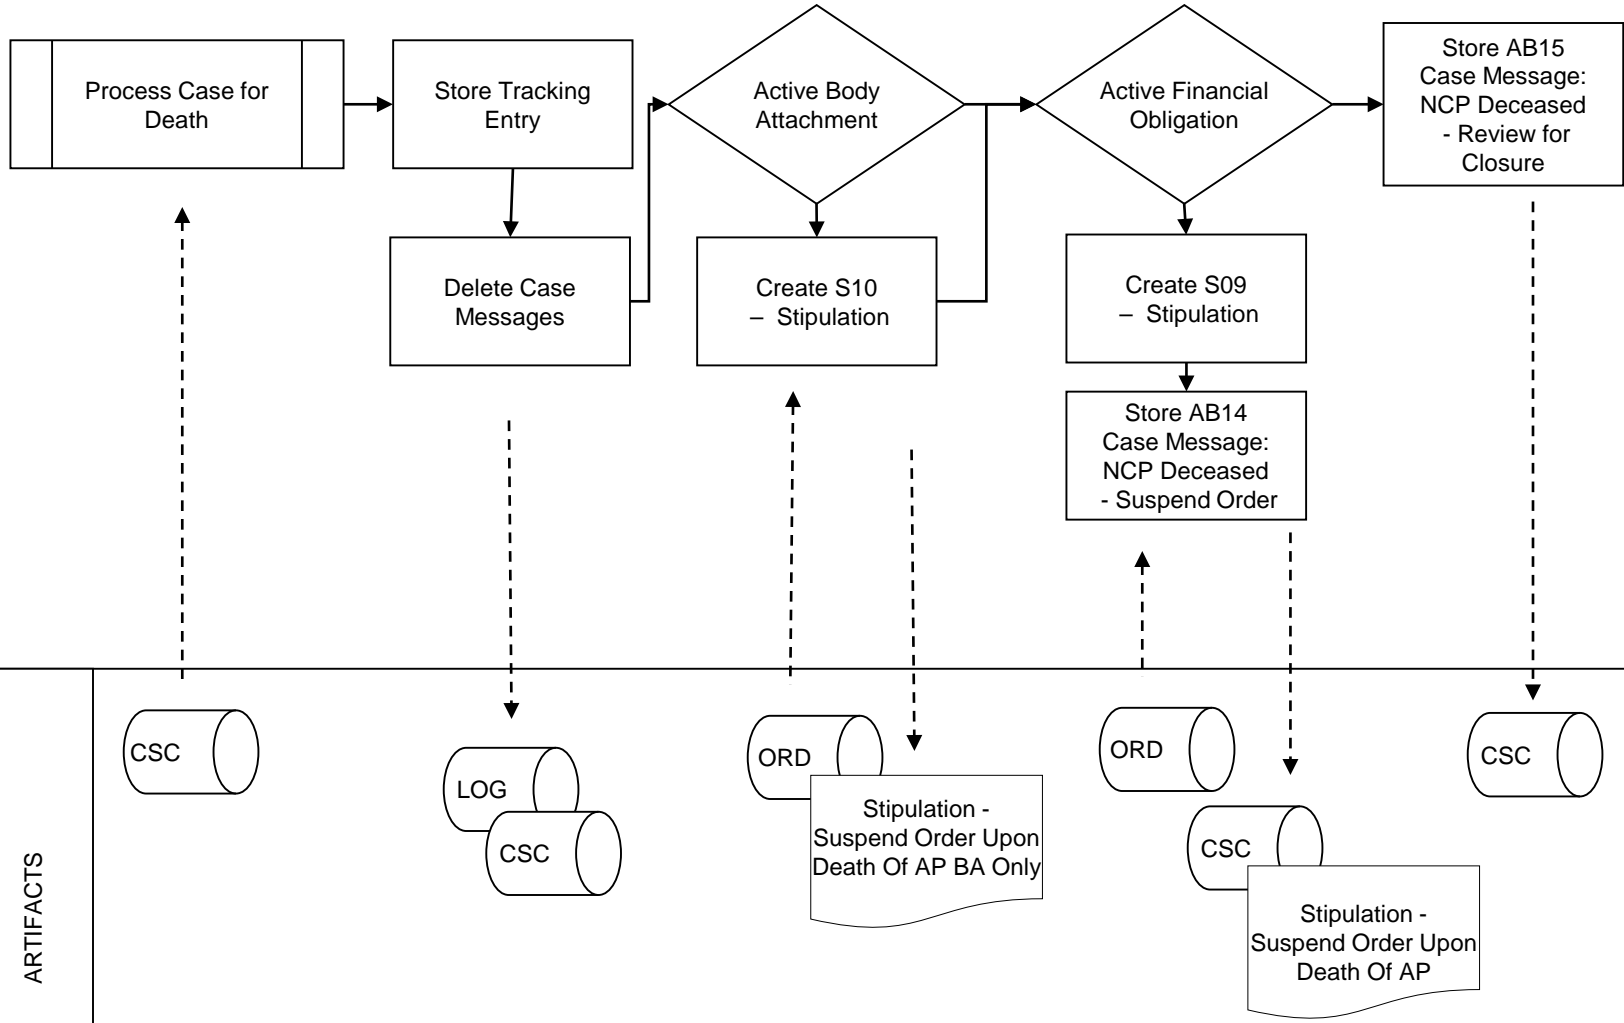 Process Case for
Death
Store Tracking
Entry
Active Body
Attachment
Active Financial
Obligation
Store AB15
Case Message:
NCP Deceased
- Review for
Closure
Delete Case
Messages
Create S10
– Stipulation
Create S09
– Stipulation
Store AB14
Case Message:
NCP Deceased
- Suspend Order
ARTIFACTS
CSC
LOG
CSC
ORD
Stipulation -
Suspend Order Upon
Death Of AP BA Only
ORD
CSC
Stipulation -
Suspend Order Upon
Death Of AP
CSC